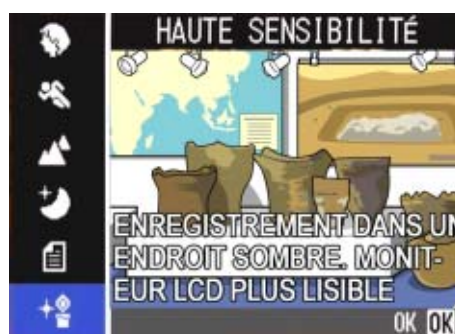 HAUTE SENSIBILITÉ
ENREGISTREMENT DANS UN
ENDROIT SOMBRE. MONIT-
EUR LCD PLUS LISIBLE
OK OK